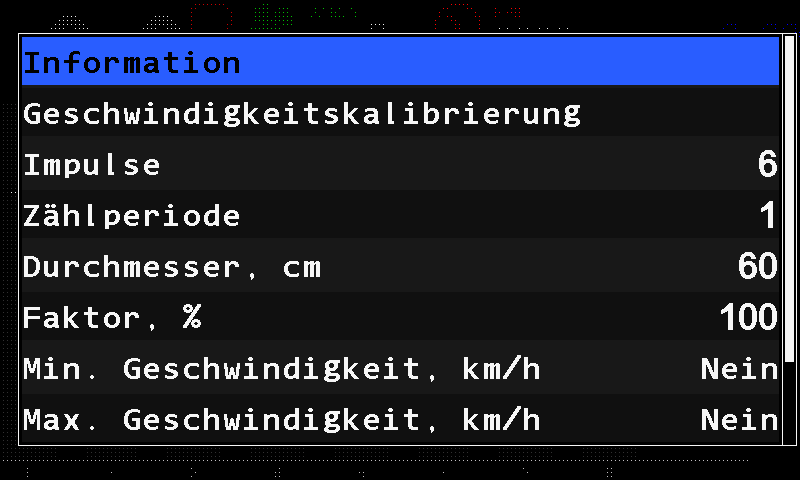 Information
Geschwindigkeitskalibrierung
Impulse 6
Zählperiode 1
Durchmesser, cm 60
Faktor, % 100
Min. Geschwindigkeit, km/h Nein
Max. Geschwindigkeit, km/h Nein